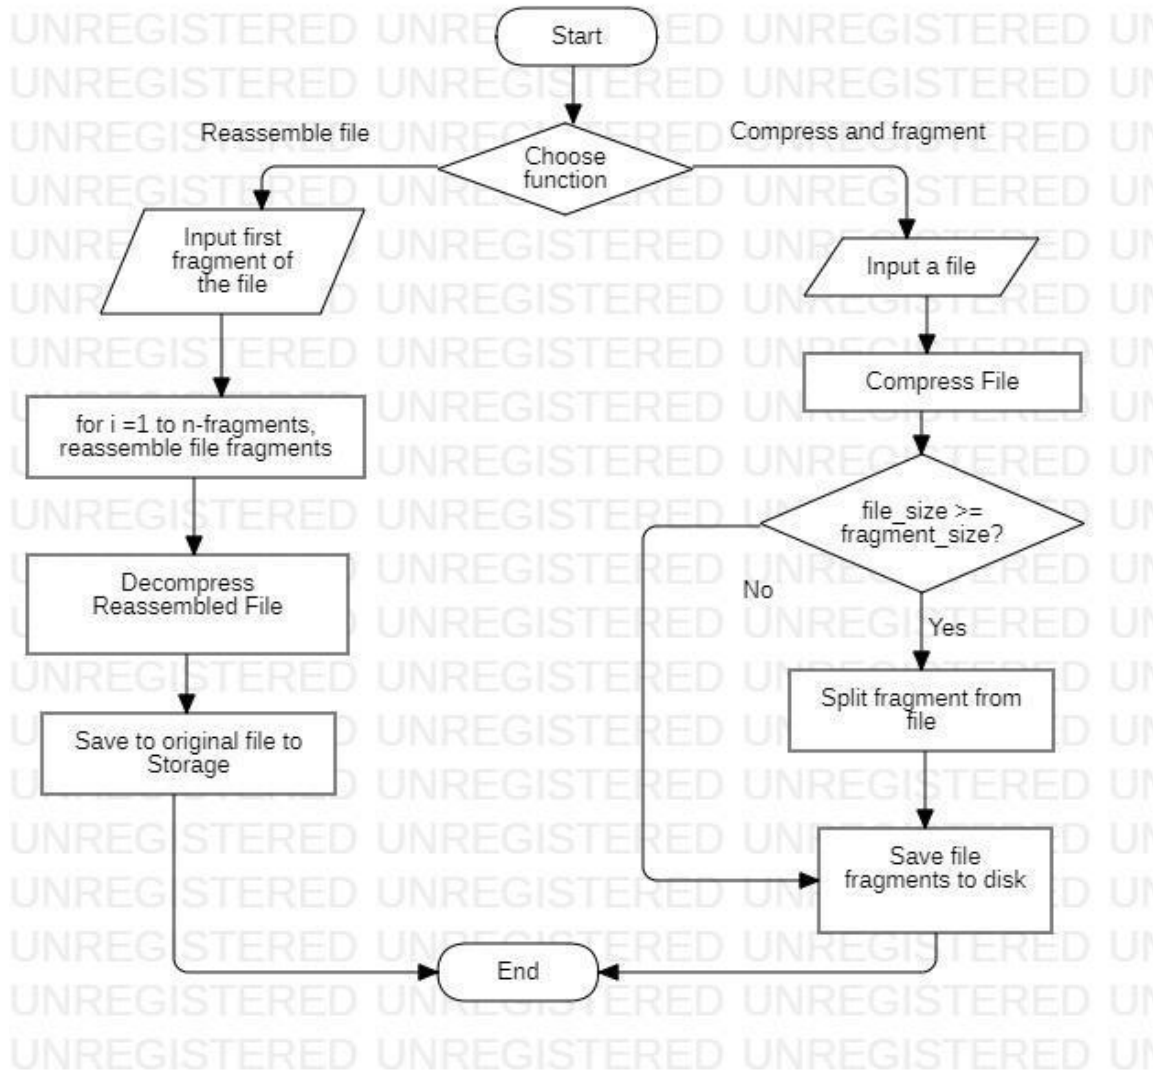 UNREGISTERED
Start
Reassemble file
Compress and fragment
Choose
function
Input first
fragment of
the file
Input a file
Compress File
for i =1 to n-fragments,
reassemble file fragments
file_size >=
fragment_size?
No
Yes
Decompress
Reassembled File
Split fragment from
file
Save to original file to
Storage
Save file
fragments to disk
End